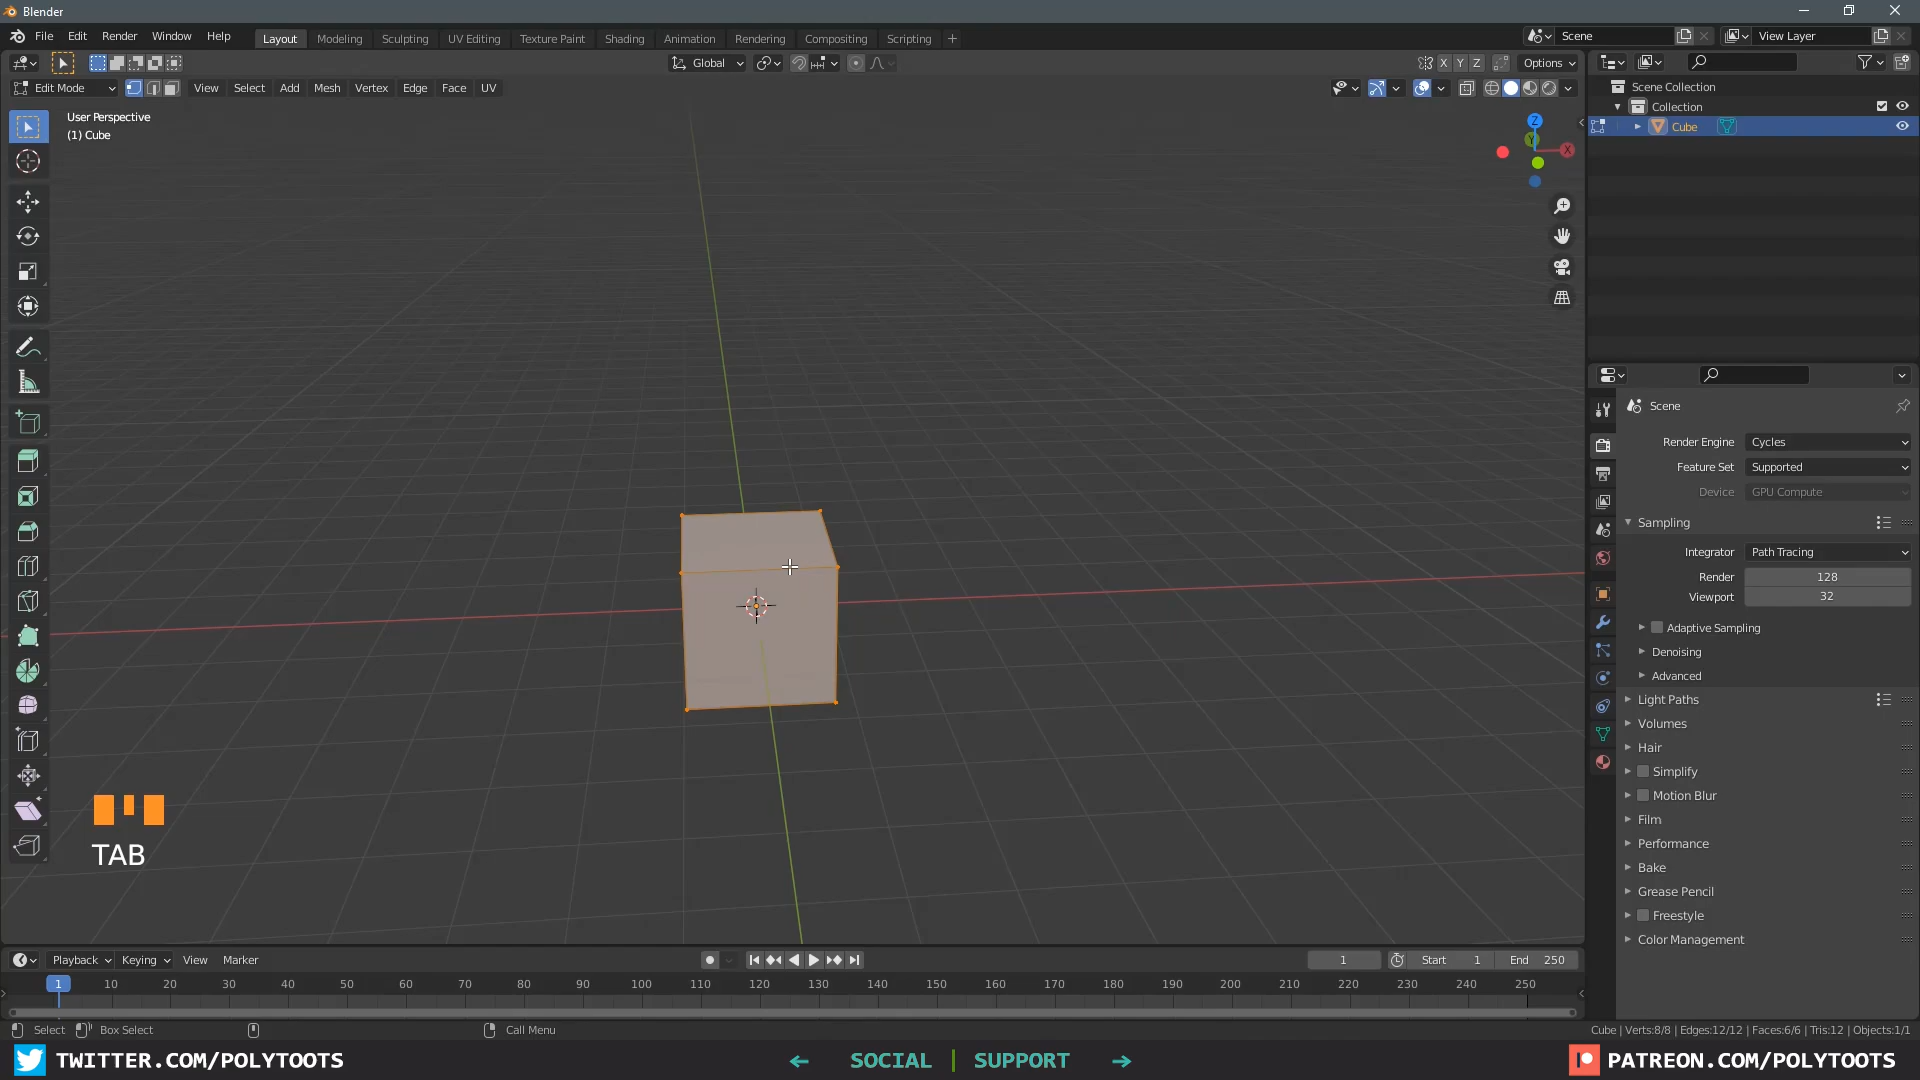 Blender
File Edit Render Window Help
Layout Modeling Sculpting UV Editing Texture Paint Shading Animation Rendering Compositing Scripting +
Scene
View Layer
Global
X Y Z
Options
Edit Mode
View Select Add Mesh Vertex Edge Face UV
User Perspective
(1) Cube
Z
Y
X
Scene Collection
Collection
Cube
Scene
Render Engine Cycles
Feature Set Supported
Device GPU Compute
Sampling
Integrator Path Tracing
Render 128
Viewport 32
Adaptive Sampling
Denoising
Advanced
Light Paths
Volumes
Hair
Simplify
Motion Blur
Film
Performance
Bake
Grease Pencil
Freestyle
Color Management
TAB
Playback Keying View Marker
1
Start 1
End 250
1 10 20 30 40 50 60 70 80 90 100 110 120 130 140 150 160 170 180 190 200 210 220 230 240 250
Select Box Select Call Menu
Cube | Verts:8/8 | Edges:12/12 | Faces:6/6 | Tris:12 | Objects:1/1
TWITTER.COM/POLYTOOTS
← SOCIAL | SUPPORT →
PATREON.COM/POLYTOOTS